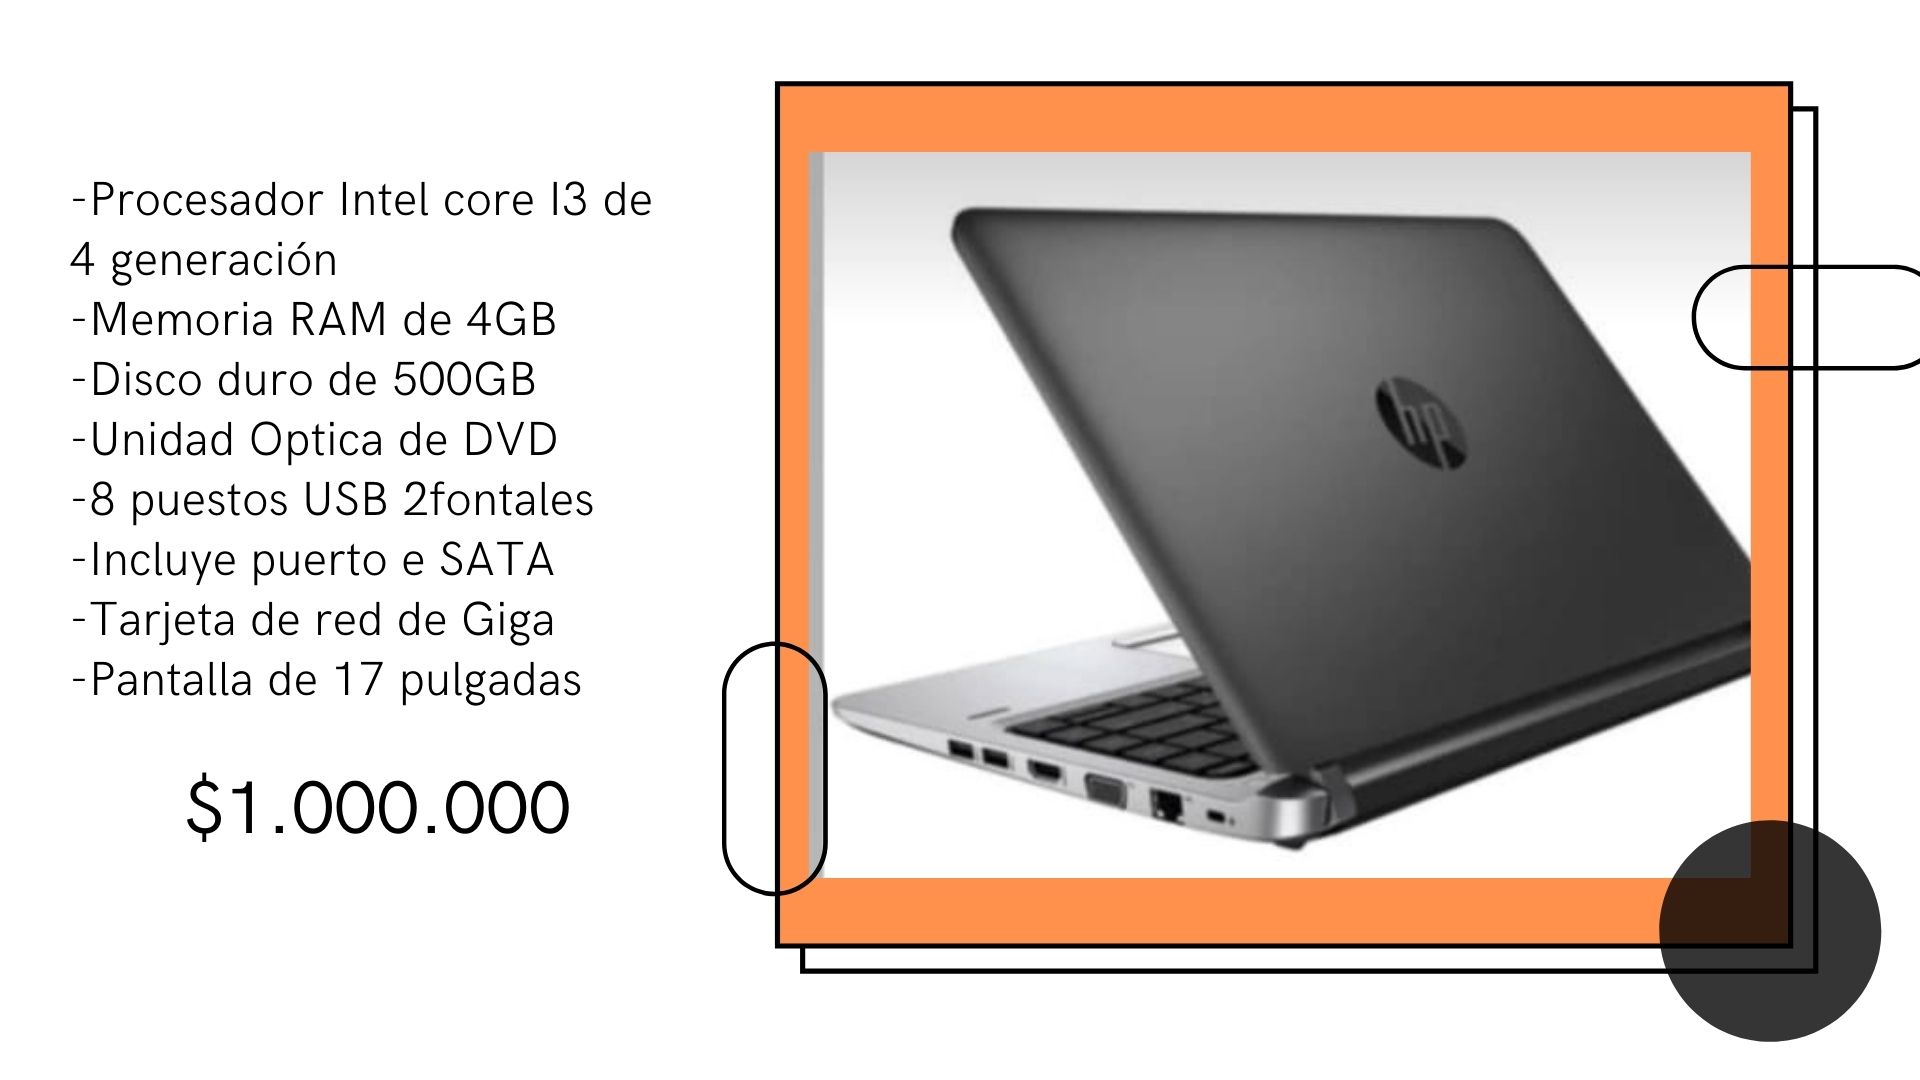 -Procesador Intel core I3 de
4 generación
-Memoria RAM de 4GB
-Disco duro de 500GB
-Unidad Optica de DVD
-8 puestos USB 2fontales
-Incluye puerto e SATA
-Tarjeta de red de Giga
-Pantalla de 17 pulgadas
$1.000.000
hp